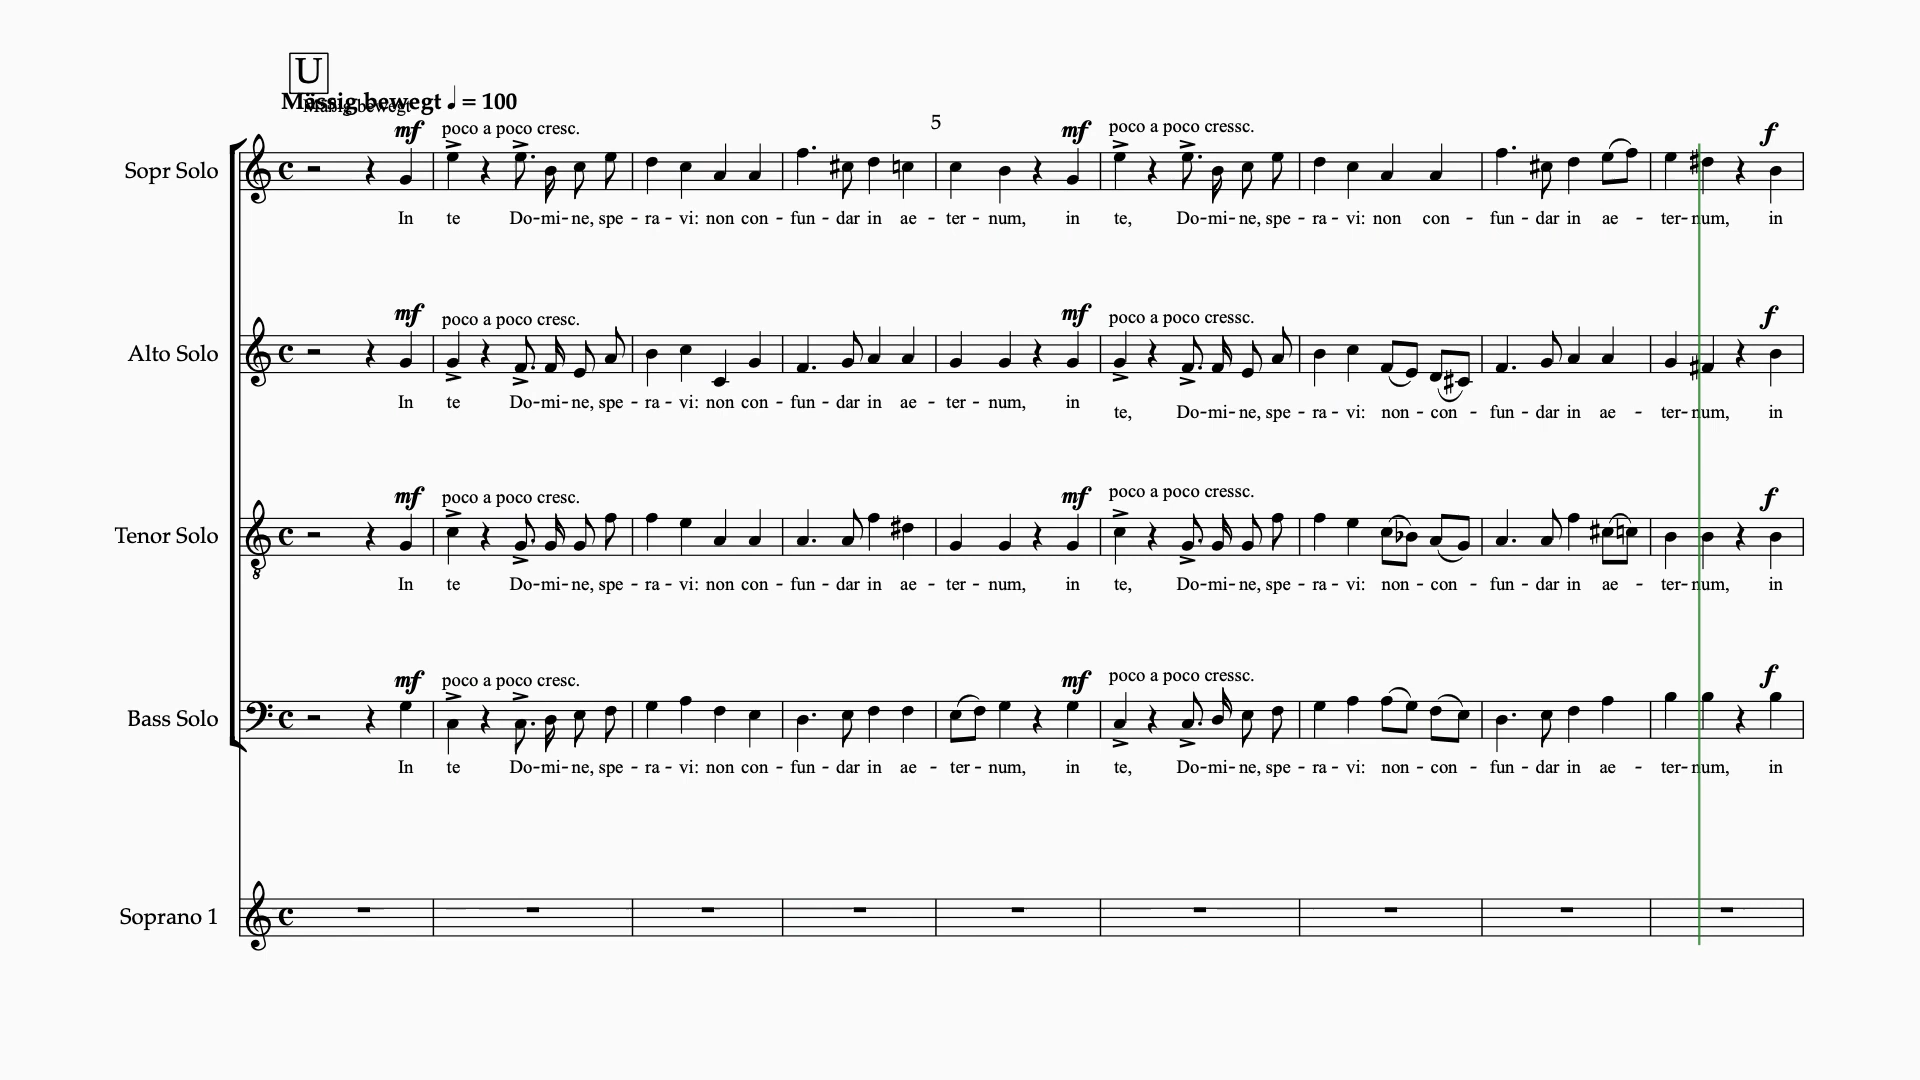 U
Mässig bewegt ♩ = 100
Mäßig bewegt
5
mf poco a poco cresc. mf poco a poco cressc. f
Sopr Solo
In te Do-mi-ne, spe-ra-vi: non con-fun-dar in ae-ter-num, in te, Do-mi-ne, spe-ra-vi: non con-fun-dar in ae-ter-num, in
mf poco a poco cresc. mf poco a poco cressc. f
Alto Solo
In te Do-mi-ne, spe-ra-vi: non con-fun-dar in ae-ter-num, in te, Do-mi-ne, spe-ra-vi: non-con-fun-dar in ae-ter-num, in
mf poco a poco cresc. mf poco a poco cressc. f
Tenor Solo
In te Do-mi-ne, spe-ra-vi: non con-fun-dar in ae-ter-num, in te, Do-mi-ne, spe-ra-vi: non-con-fun-dar in ae-ter-num, in
mf poco a poco cresc. mf poco a poco cressc. f
Bass Solo
In te Do-mi-ne, spe-ra-vi: non con-fun-dar in ae-ter-num, in te, Do-mi-ne, spe-ra-vi: non-con-fun-dar in ae-ter-num, in
Soprano 1